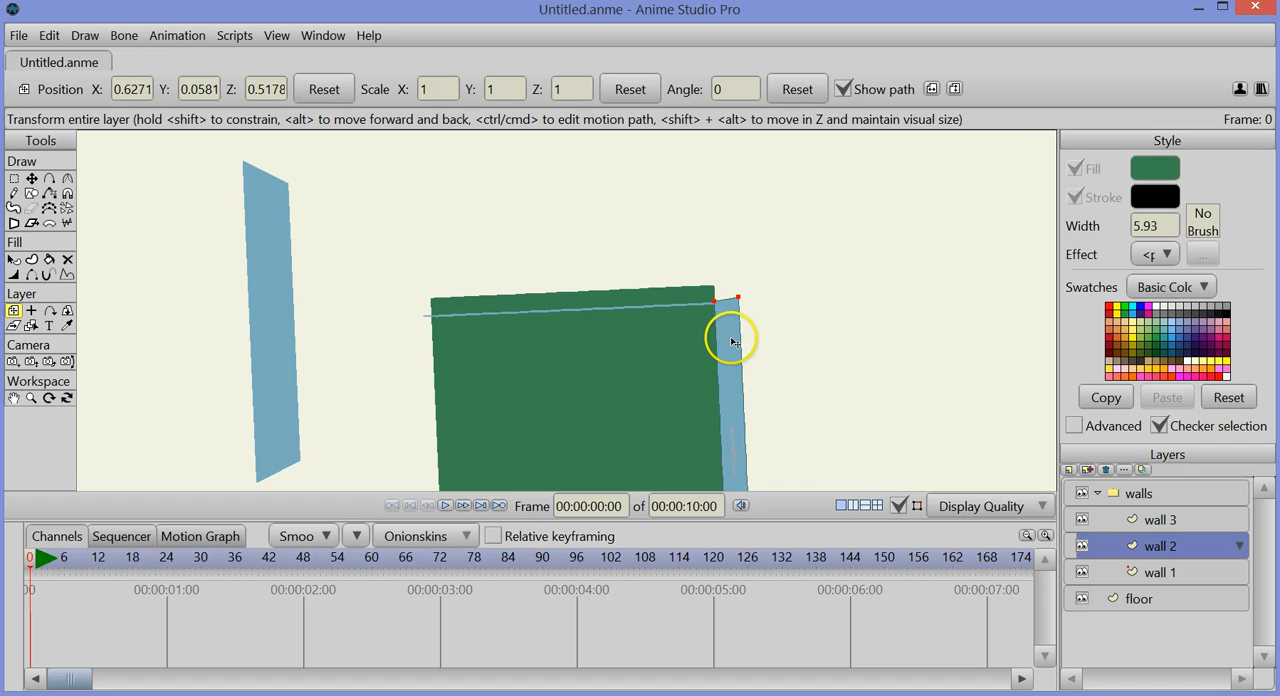 Untitled.anme - Anime Studio Pro
File Edit Draw Bone Animation Scripts View Window Help
Untitled.anme
Position X: 0.6271 Y: 0.0581 Z: 0.5178 Reset Scale X: 1 Y: 1 Z: 1 Reset Angle: 0 Reset Show path
Transform entire layer (hold <shift> to constrain, <alt> to move forward and back, <ctrl/cmd> to edit motion path, <shift> + <alt> to move in Z and maintain visual size) Frame: 0
Tools
Draw
Fill
Layer
Camera
Workspace
Style
Fill
Stroke
Width 5.93 No Brush
Effect <p ...
Swatches Basic Colc
Copy Paste Reset
Advanced Checker selection
Layers
walls
wall 3
wall 2
wall 1
floor
Frame 00:00:00:00 of 00:00:10:00 Display Quality
Channels Sequencer Motion Graph Smoo Onionskins Relative keyframing
0 6 12 18 24 30 36 42 48 54 60 66 72 78 84 90 96 102 108 114 120 126 132 138 144 150 156 162 168 174
00 00:00:01:00 00:00:02:00 00:00:03:00 00:00:04:00 00:00:05:00 00:00:06:00 00:00:07:00